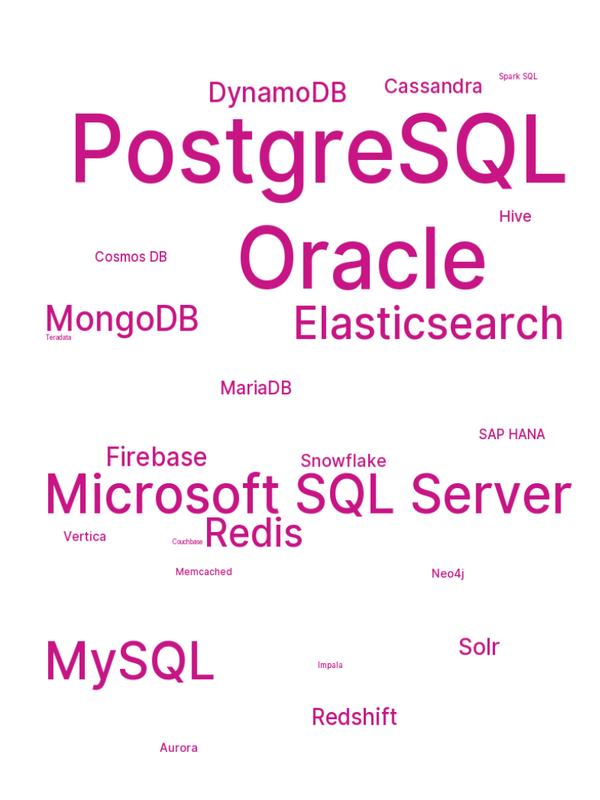 Spark SQL
DynamoDB
Cassandra
PostgreSQL
Hive
Oracle
Cosmos DB
MongoDB
Elasticsearch
Teradata
MariaDB
SAP HANA
Firebase
Snowflake
Microsoft SQL Server
Vertica
Couchbase
Redis
Memcached
Neo4j
MySQL
Solr
Impala
Redshift
Aurora